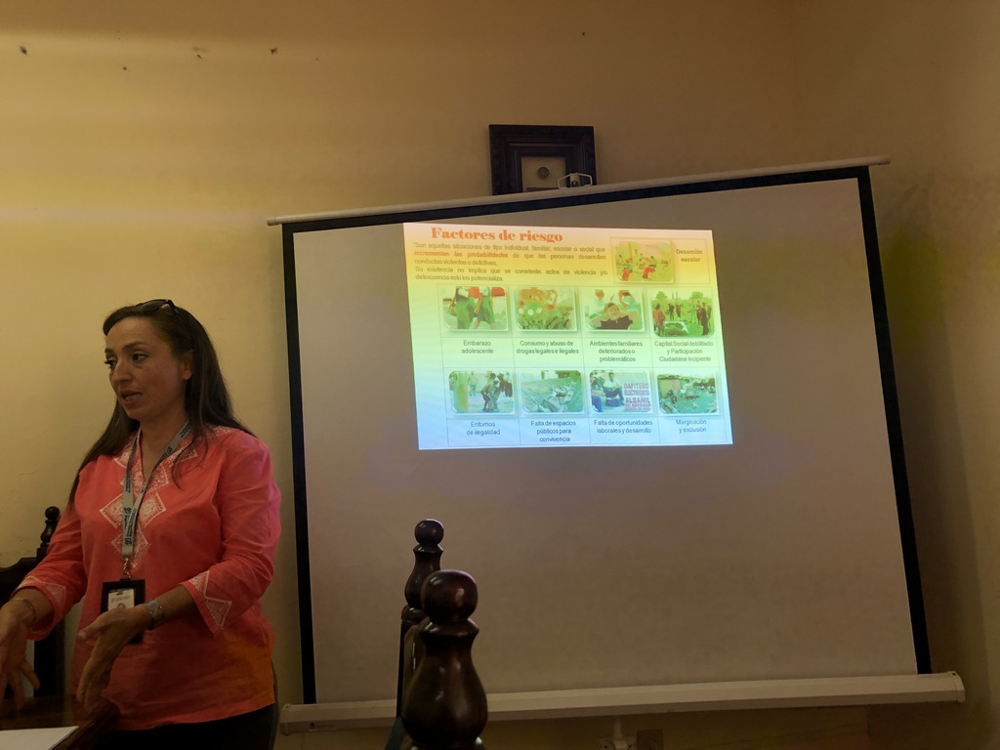 Factores de riesgo
"Son aquellas situaciones de tipo individual, familiar, escolar o social que
incrementan las probabilidades de que las personas desarrollen
conductas violentas o delictivas.
Su existencia no implica que se cometerán actos de violencia y/o
delincuencia solo los potencializa.
Deserción
escolar
Embarazo
adolescente
Consumo y abuso de
drogas legales e ilegales
Ambientes familiares
deteriorados o
problemáticos
Capital Social debilitado
y Participación
Ciudadana Incipiente
ALBAÑIL
Entornos
de ilegalidad
Falta de espacios
públicos para
convivencia
Falta de oportunidades
laborales y desarrollo
Marginación
y exclusión